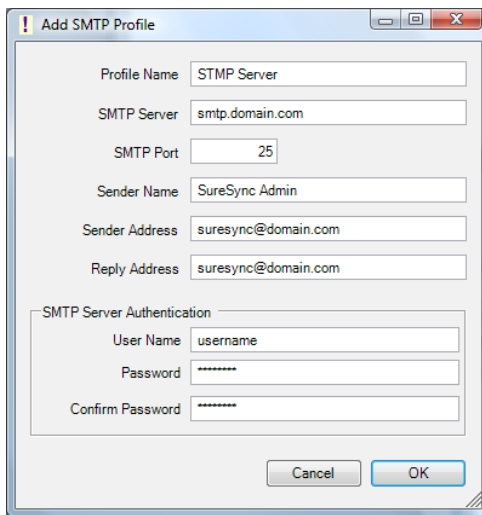 ! Add SMTP Profile
Profile Name STMP Server
SMTP Server smtp.domain.com
SMTP Port 25
Sender Name SureSync Admin
Sender Address suresync@domain.com
Reply Address suresync@domain.com
SMTP Server Authentication
User Name username
Password ********
Confirm Password ********
Cancel OK